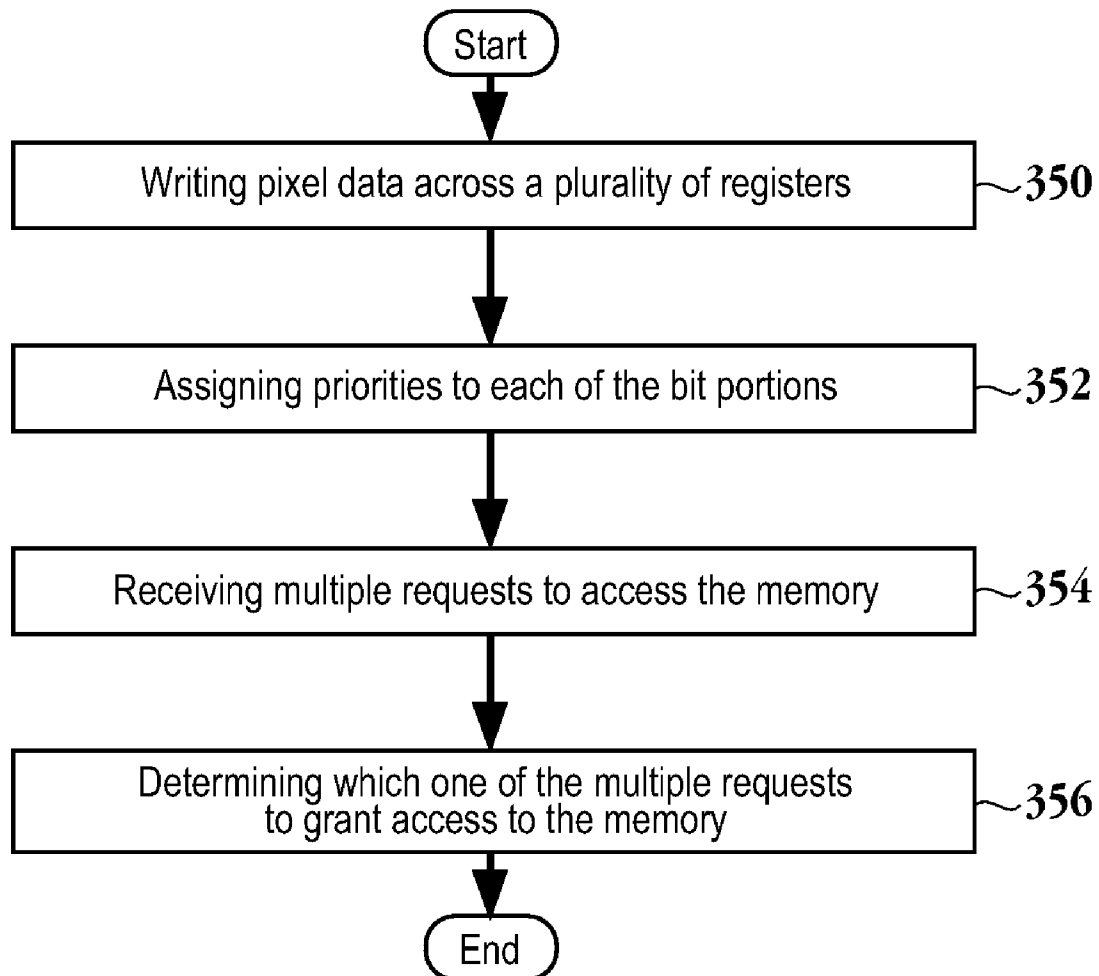 Start
Writing pixel data across a plurality of registers
350
Assigning priorities to each of the bit portions
352
Receiving multiple requests to access the memory
354
Determining which one of the multiple requests
to grant access to the memory
356
End